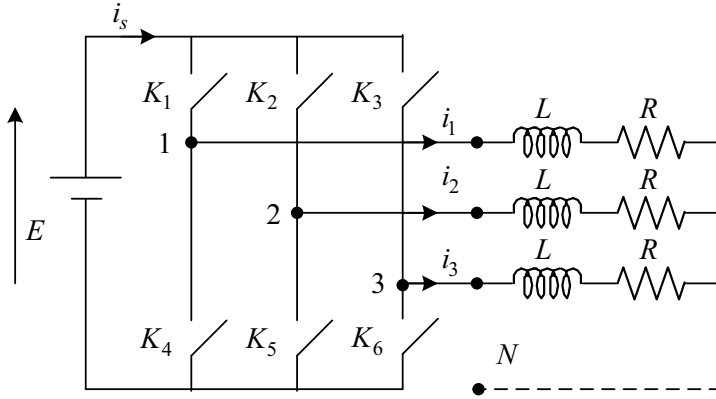 i_s
K_1 K_2 K_3
i_1 L R
1
i_2 L R
2
E
i_3 L R
3
K_4 K_5 K_6
N